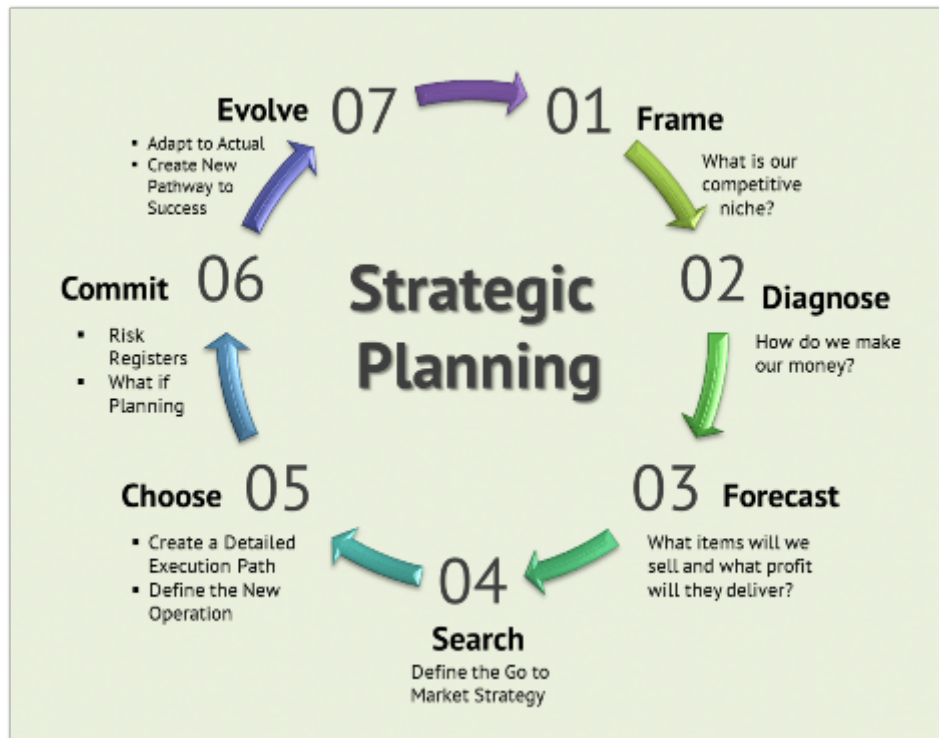 Strategic
Planning
01
Frame
What is our
competitive
niche?
02
Diagnose
How do we make
our money?
03
Forecast
What items will we
sell and what profit
will they deliver?
04
Search
Define the Go to
Market Strategy
05
Choose
▪ Create a Detailed
Execution Path
▪ Define the New
Operation
06
Commit
▪ Risk
Registers
▪ What if
Planning
07
Evolve
▪ Adapt to Actual
▪ Create New
Pathway to
Success